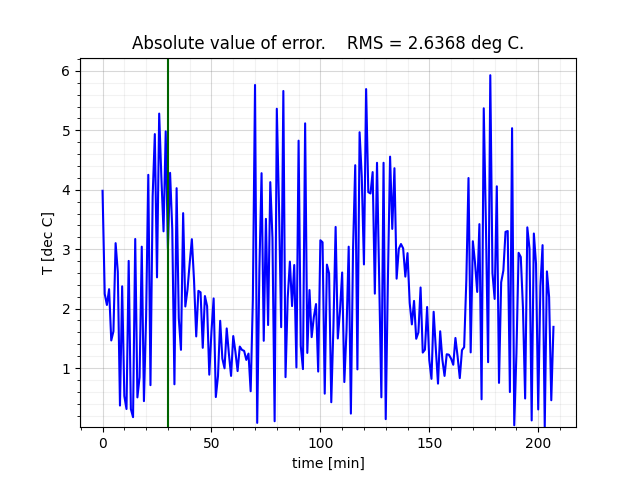 Absolute value of error.    RMS = 2.6368 deg C.
6
5
4
3
2
1
T [dec C]
0 50 100 150 200
time [min]